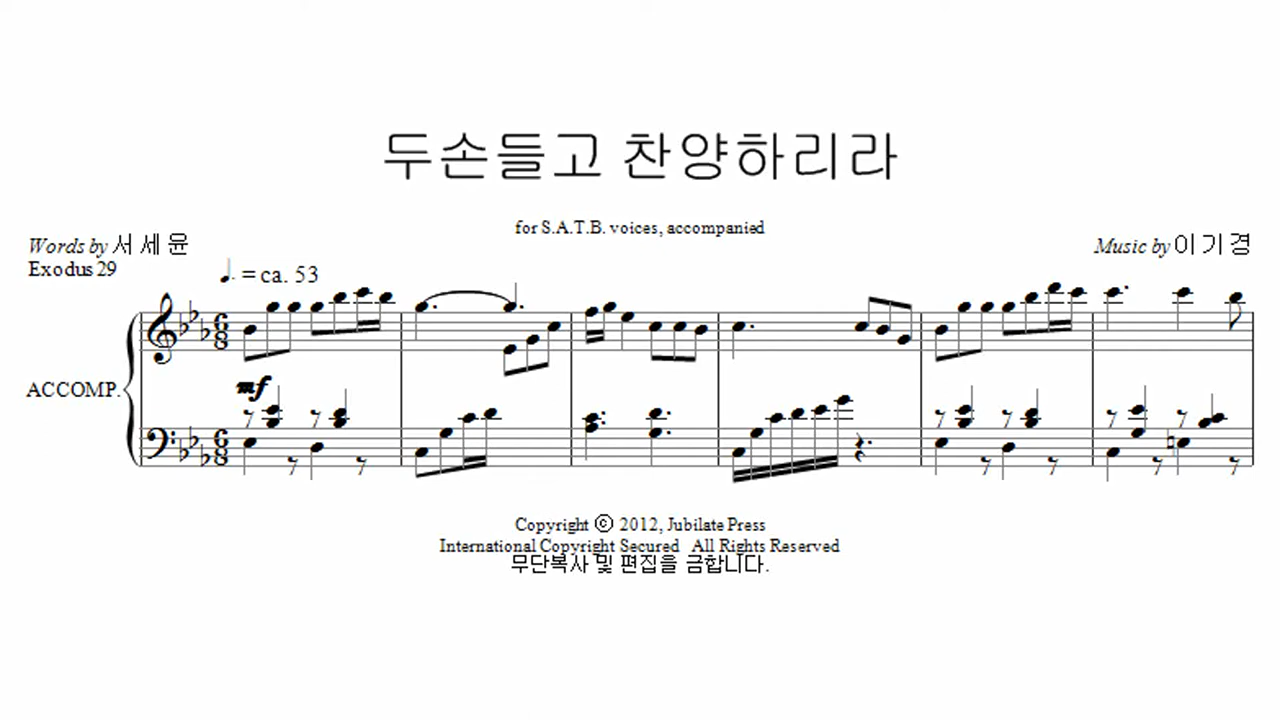 두손들고 찬양하리라
for S.A.T.B. voices, accompanied
Words by 서 세 윤
Music by 이 기 경
Exodus 29
♩. = ca. 53
ACCOMP.
mf
Copyright © 2012, Jubilate Press
International Copyright Secured All Rights Reserved
무단복사 및 편집을 금합니다.